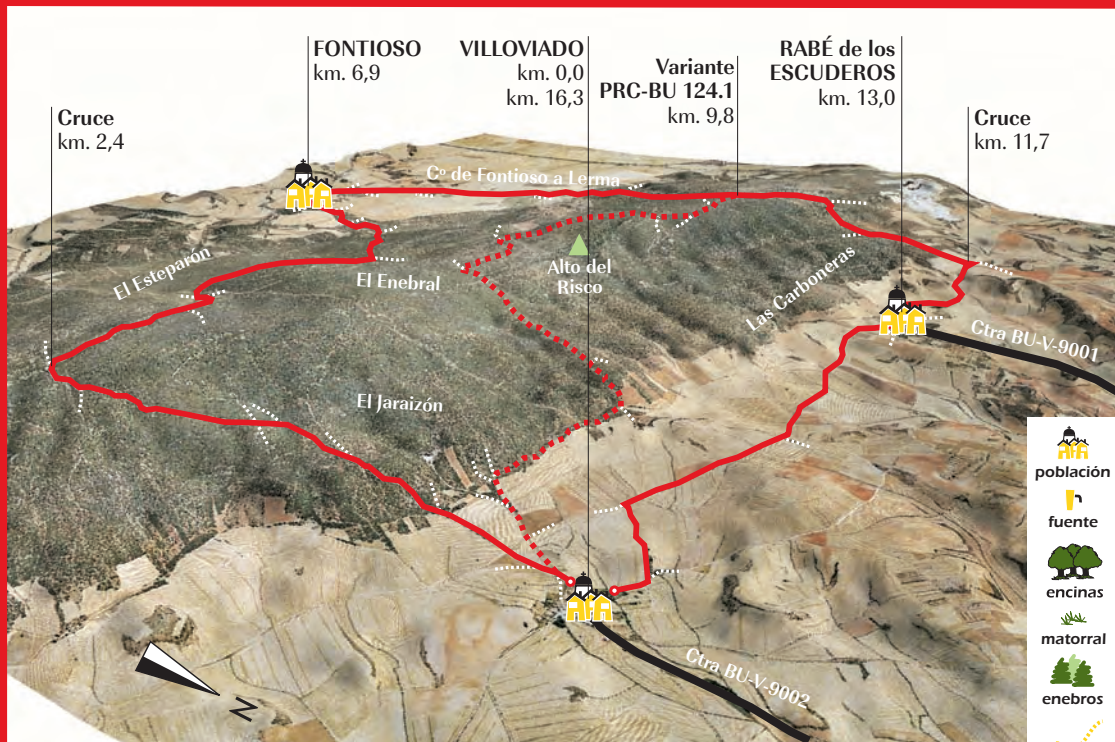 FONTIOSO
km. 6,9
VILLOVIADO
km. 0,0
km. 16,3
Variante
PRC-BU 124.1
km. 9,8
RABÉ de los
ESCUDEROS
km. 13,0
Cruce
km. 2,4
Cruce
km. 11,7
Cº de Fontioso a Lerma
El Esteparón
El Enebral
Alto del
Risco
Las Carboneras
Ctra BU-V-9001
El Jaraizón
Ctra BU-V-9002
N
población
fuente
encinas
matorral
enebros